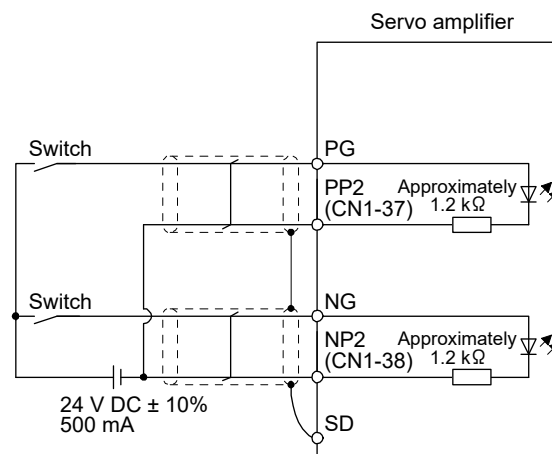 Servo amplifier
Switch
PG
PP2
(CN1-37)
Approximately
1.2 kΩ
Switch
NG
NP2
(CN1-38)
Approximately
1.2 kΩ
24 V DC ± 10%
500 mA
SD